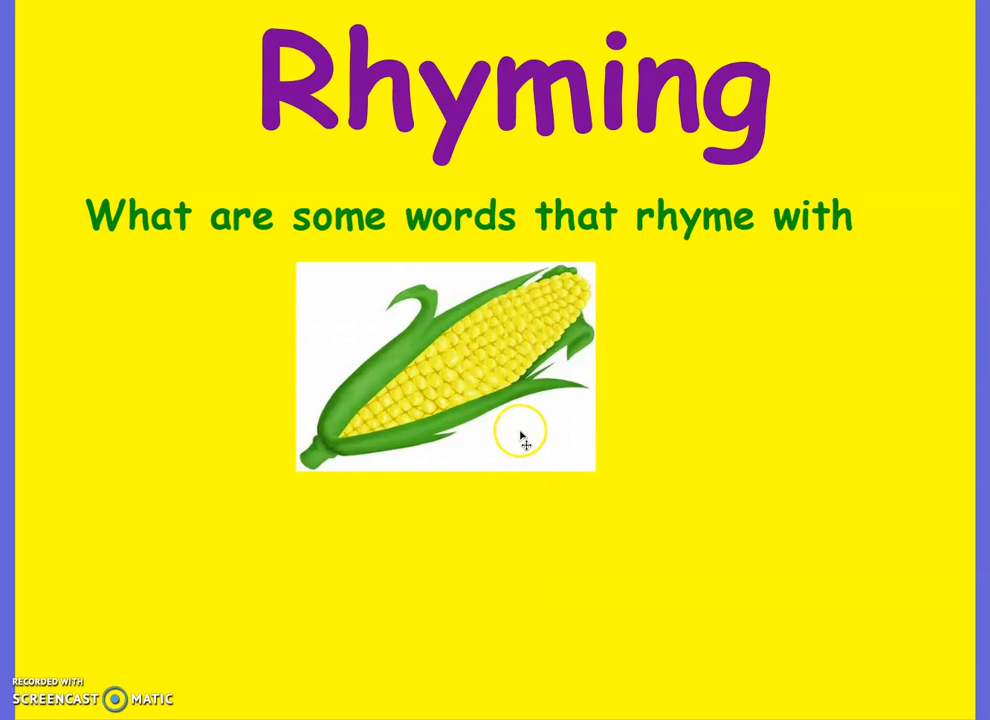 Rhyming
What are some words that rhyme with
RECORDED WITH
SCREENCAST MATIC